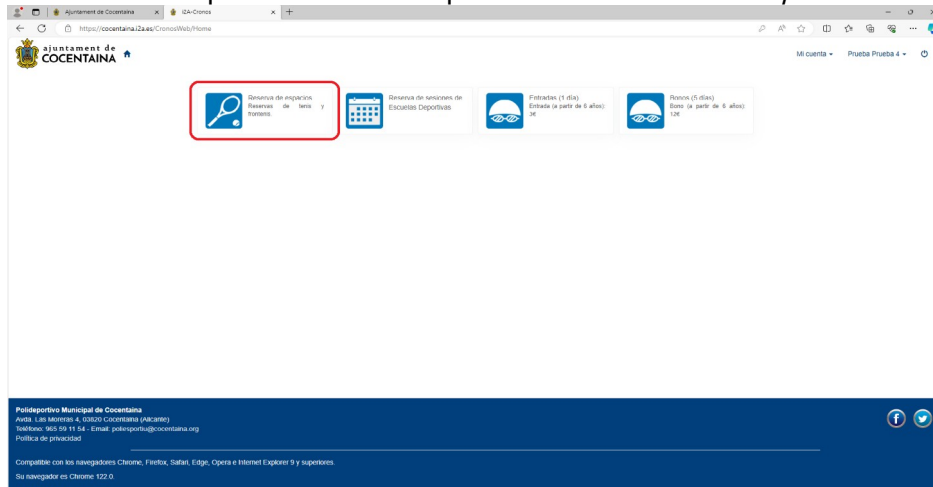 Ajuntament de Cocentaina
i2A-Cronos
https://cocentaina.i2a.es/CronosWeb/Home
ajuntament de
COCENTAINA
Mi cuenta
Prueba Prueba 4
Reserva de espacios
Reservas de tenis y
frontenis.
Reserva de sesiones de
Escuelas Deportivas
Entradas (1 día)
Entrada (a partir de 6 años):
3€
Bonos (5 días)
Bono (a partir de 6 años):
12€
Polideportivo Municipal de Cocentaina
Avda. Las Moreras 4, 03820 Cocentaina (Alicante)
Teléfono: 965 59 11 54 - Email: poliesportiu@cocentaina.org
Política de privacidad
Compatible con los navegadores Chrome, Firefox, Safari, Edge, Opera e Internet Explorer 9 y superiores.
Su navegador es Chrome 122.0.